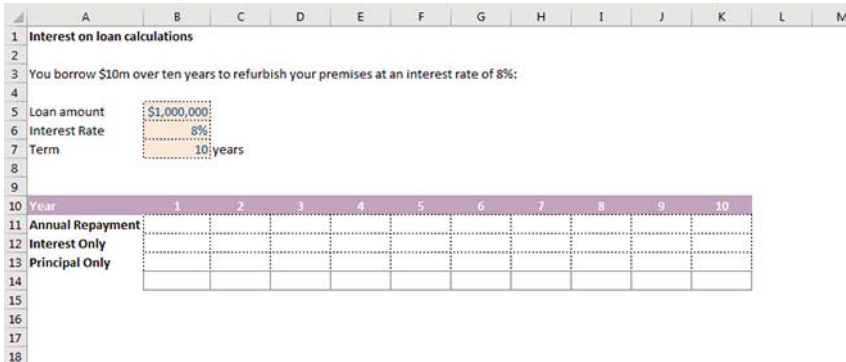 A B C D E F G H I J K L M
1 Interest on loan calculations
2
3 You borrow $10m over ten years to refurbish your premises at an interest rate of 8%:
4
5 Loan amount $1,000,000
6 Interest Rate 8%
7 Term 10 years
8
9
10 Year 1 2 3 4 5 6 7 8 9 10
11 Annual Repayment
12 Interest Only
13 Principal Only
14
15
16
17
18